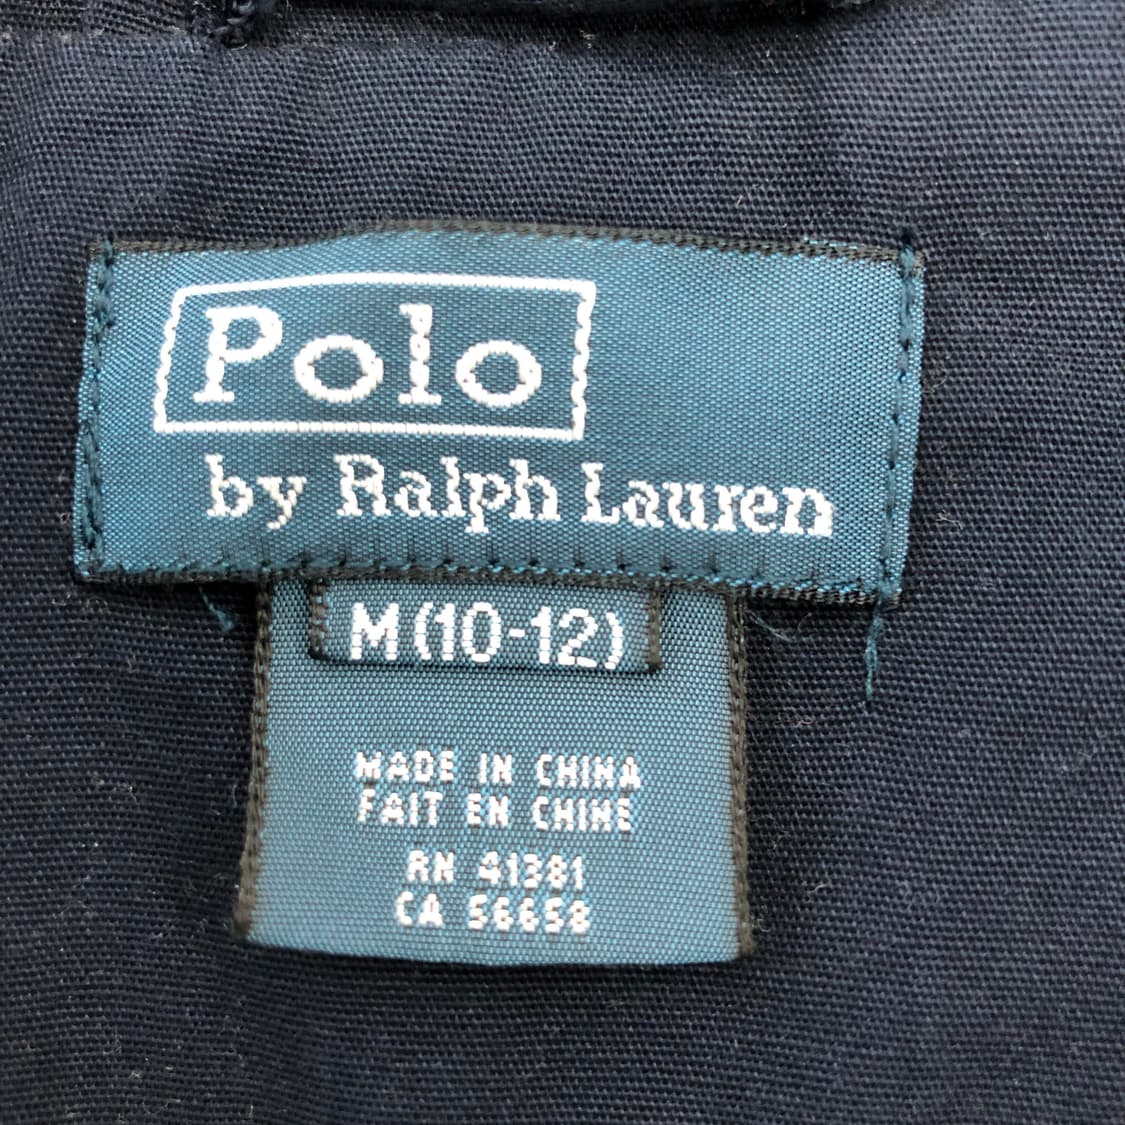 Polo
by Ralph Lauren
M (10-12)
MADE IN CHINA
FAIT EN CHINE
RN 41381
CA 56658